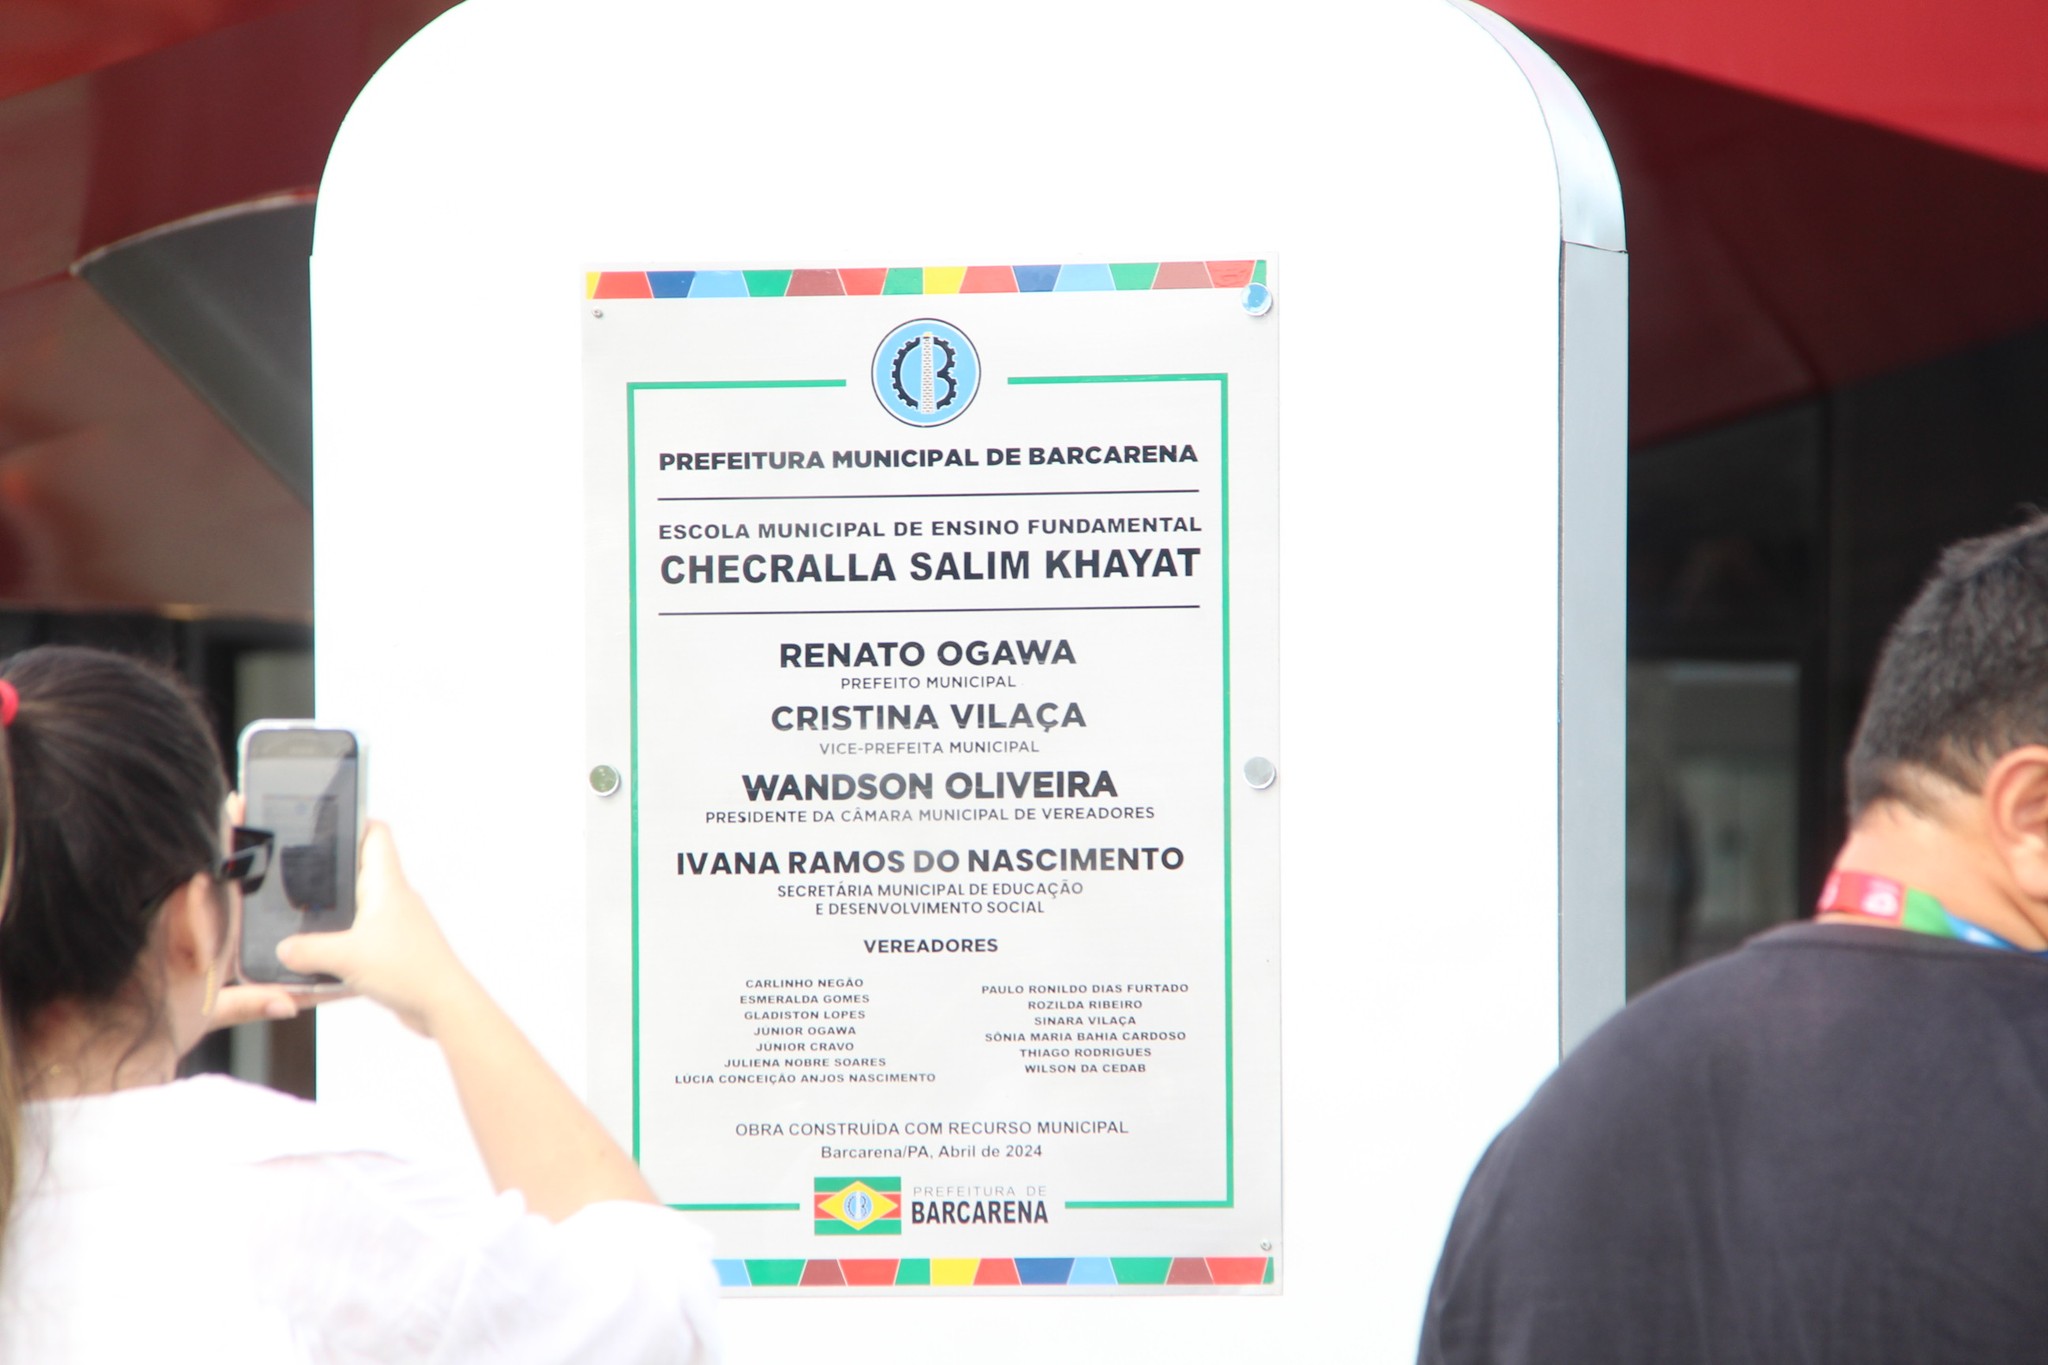 PREFEITURA MUNICIPAL DE BARCARENA
ESCOLA MUNICIPAL DE ENSINO FUNDAMENTAL
CHECRALLA SALIM KHAYAT
RENATO OGAWA
PREFEITO MUNICIPAL
CRISTINA VILAÇA
VICE-PREFEITA MUNICIPAL
WANDSON OLIVEIRA
PRESIDENTE DA CÂMARA MUNICIPAL DE VEREADORES
IVANA RAMOS DO NASCIMENTO
SECRETÁRIA MUNICIPAL DE EDUCAÇÃO
E DESENVOLVIMENTO SOCIAL
VEREADORES
CARLINHO NEGÃO
ESMERALDA GOMES
GLADISTON LOPES
JÚNIOR OGAWA
JÚNIOR CRAVO
JULIENA NOBRE SOARES
LÚCIA CONCEIÇÃO ANJOS NASCIMENTO
PAULO RONILDO DIAS FURTADO
ROZILDA RIBEIRO
SINARA VILAÇA
SÔNIA MARIA BAHIA CARDOSO
THIAGO RODRIGUES
WILSON DA CEDAB
OBRA CONSTRUÍDA COM RECURSO MUNICIPAL
Barcarena/PA, Abril de 2024
PREFEITURA DE
BARCARENA